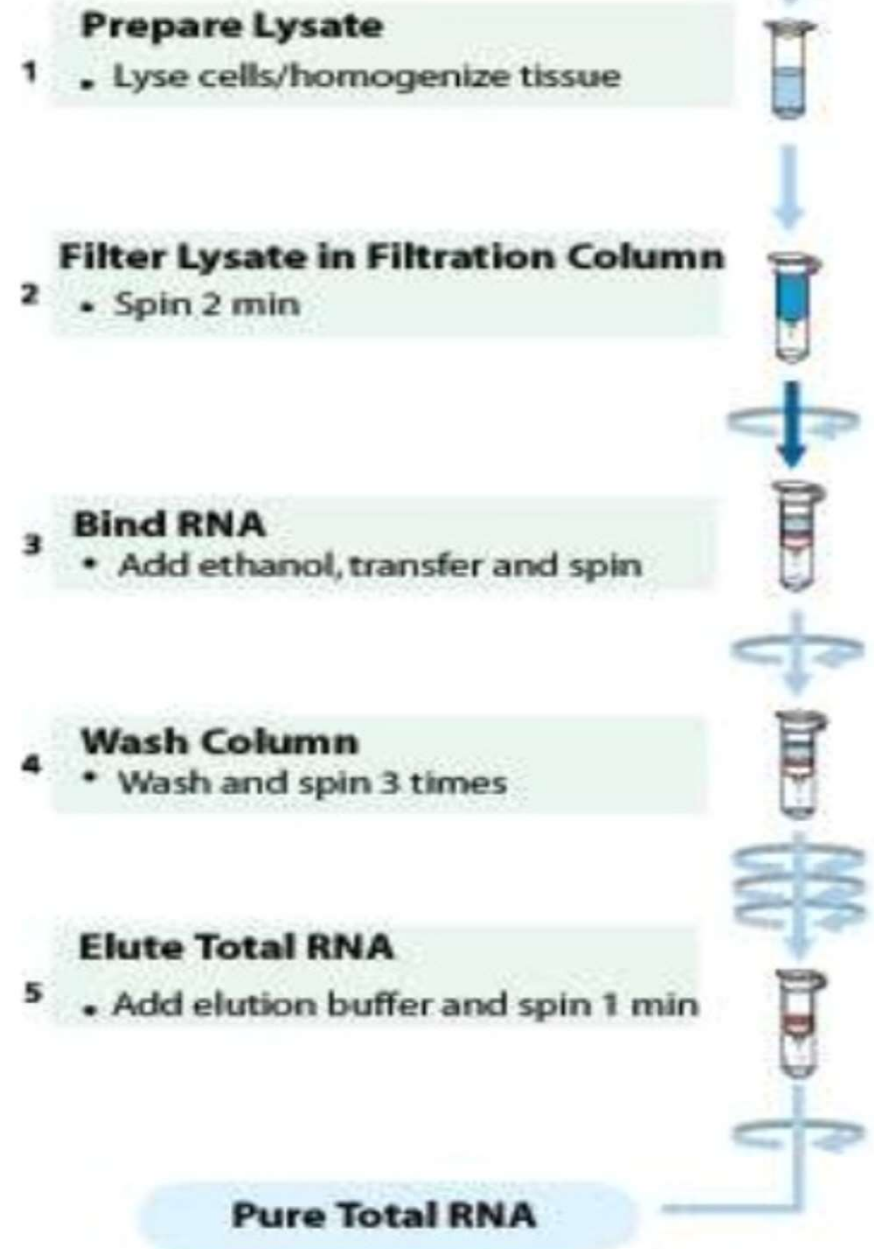 Prepare Lysate
1
• Lyse cells/homogenize tissue
Filter Lysate in Filtration Column
2
• Spin 2 min
Bind RNA
3
• Add ethanol, transfer and spin
Wash Column
4
• Wash and spin 3 times
Elute Total RNA
5
• Add elution buffer and spin 1 min
Pure Total RNA